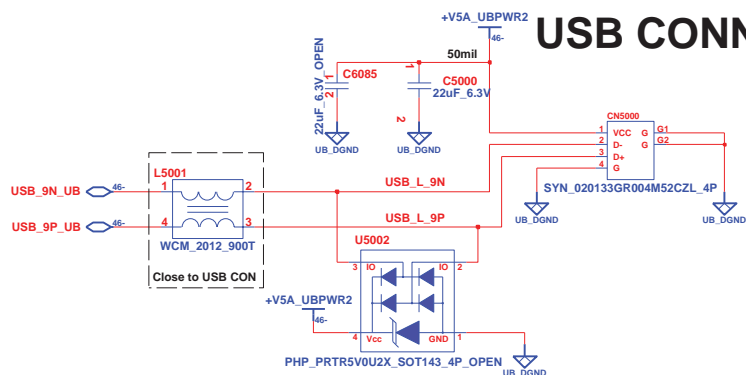 +V5A_UBPWR2
46-
USB CONN
50mil
22uF_6.3V_OPEN
1
2
C6085
1
2
C5000
22uF_6.3V
UB_DGND
UB_DGND
CN5000
1 VCC G G1
2 D- G G2
3 D+
4 G
SYN_020133GR004M52CZL_4P
UB_DGND
UB_DGND
L5001
USB_9N_UB 46- 1 2 USB_L_9N
USB_9P_UB 46- 4 3 USB_L_9P
WCM_2012_900T
Close to USB CON
U5002
3 IO IO 2
+V5A_UBPWR2
46-
4 Vcc GND 1
PHP_PRTR5V0U2X_SOT143_4P_OPEN
UB_DGND